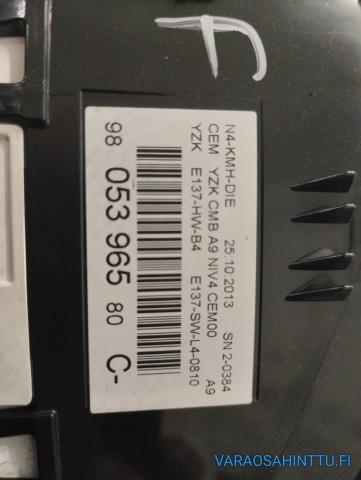 F
N4-KMH-DIE 25:10:2013 SN 2-0384
CEM YZK CMB A9 NIV4 CEM00 A9
YZK E137-HW-B4 E137-SW-L4-0810
98 053 965 80 C-
VARAOSAHINTTU.FI